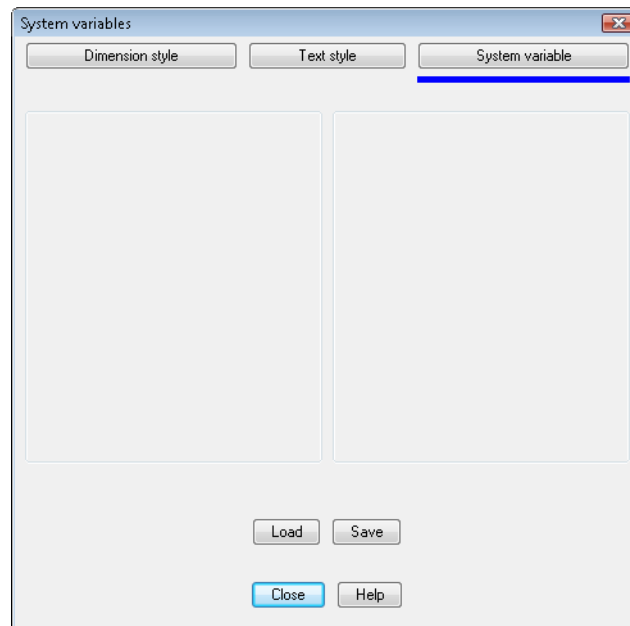 System variables
Dimension style Text style System variable
Load Save
Close Help